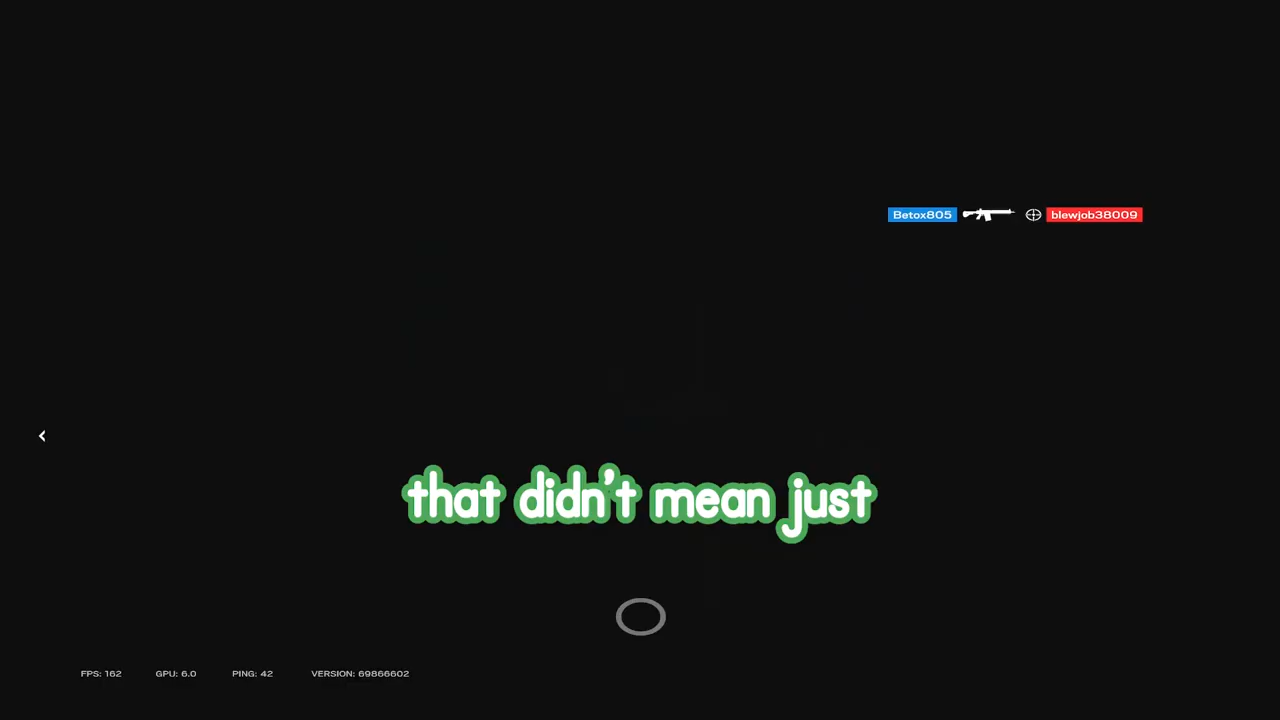 Betox805 blewjob38009
that didn't mean just
FPS: 162 GPU: 6.0 PING: 42 VERSION: 69866602